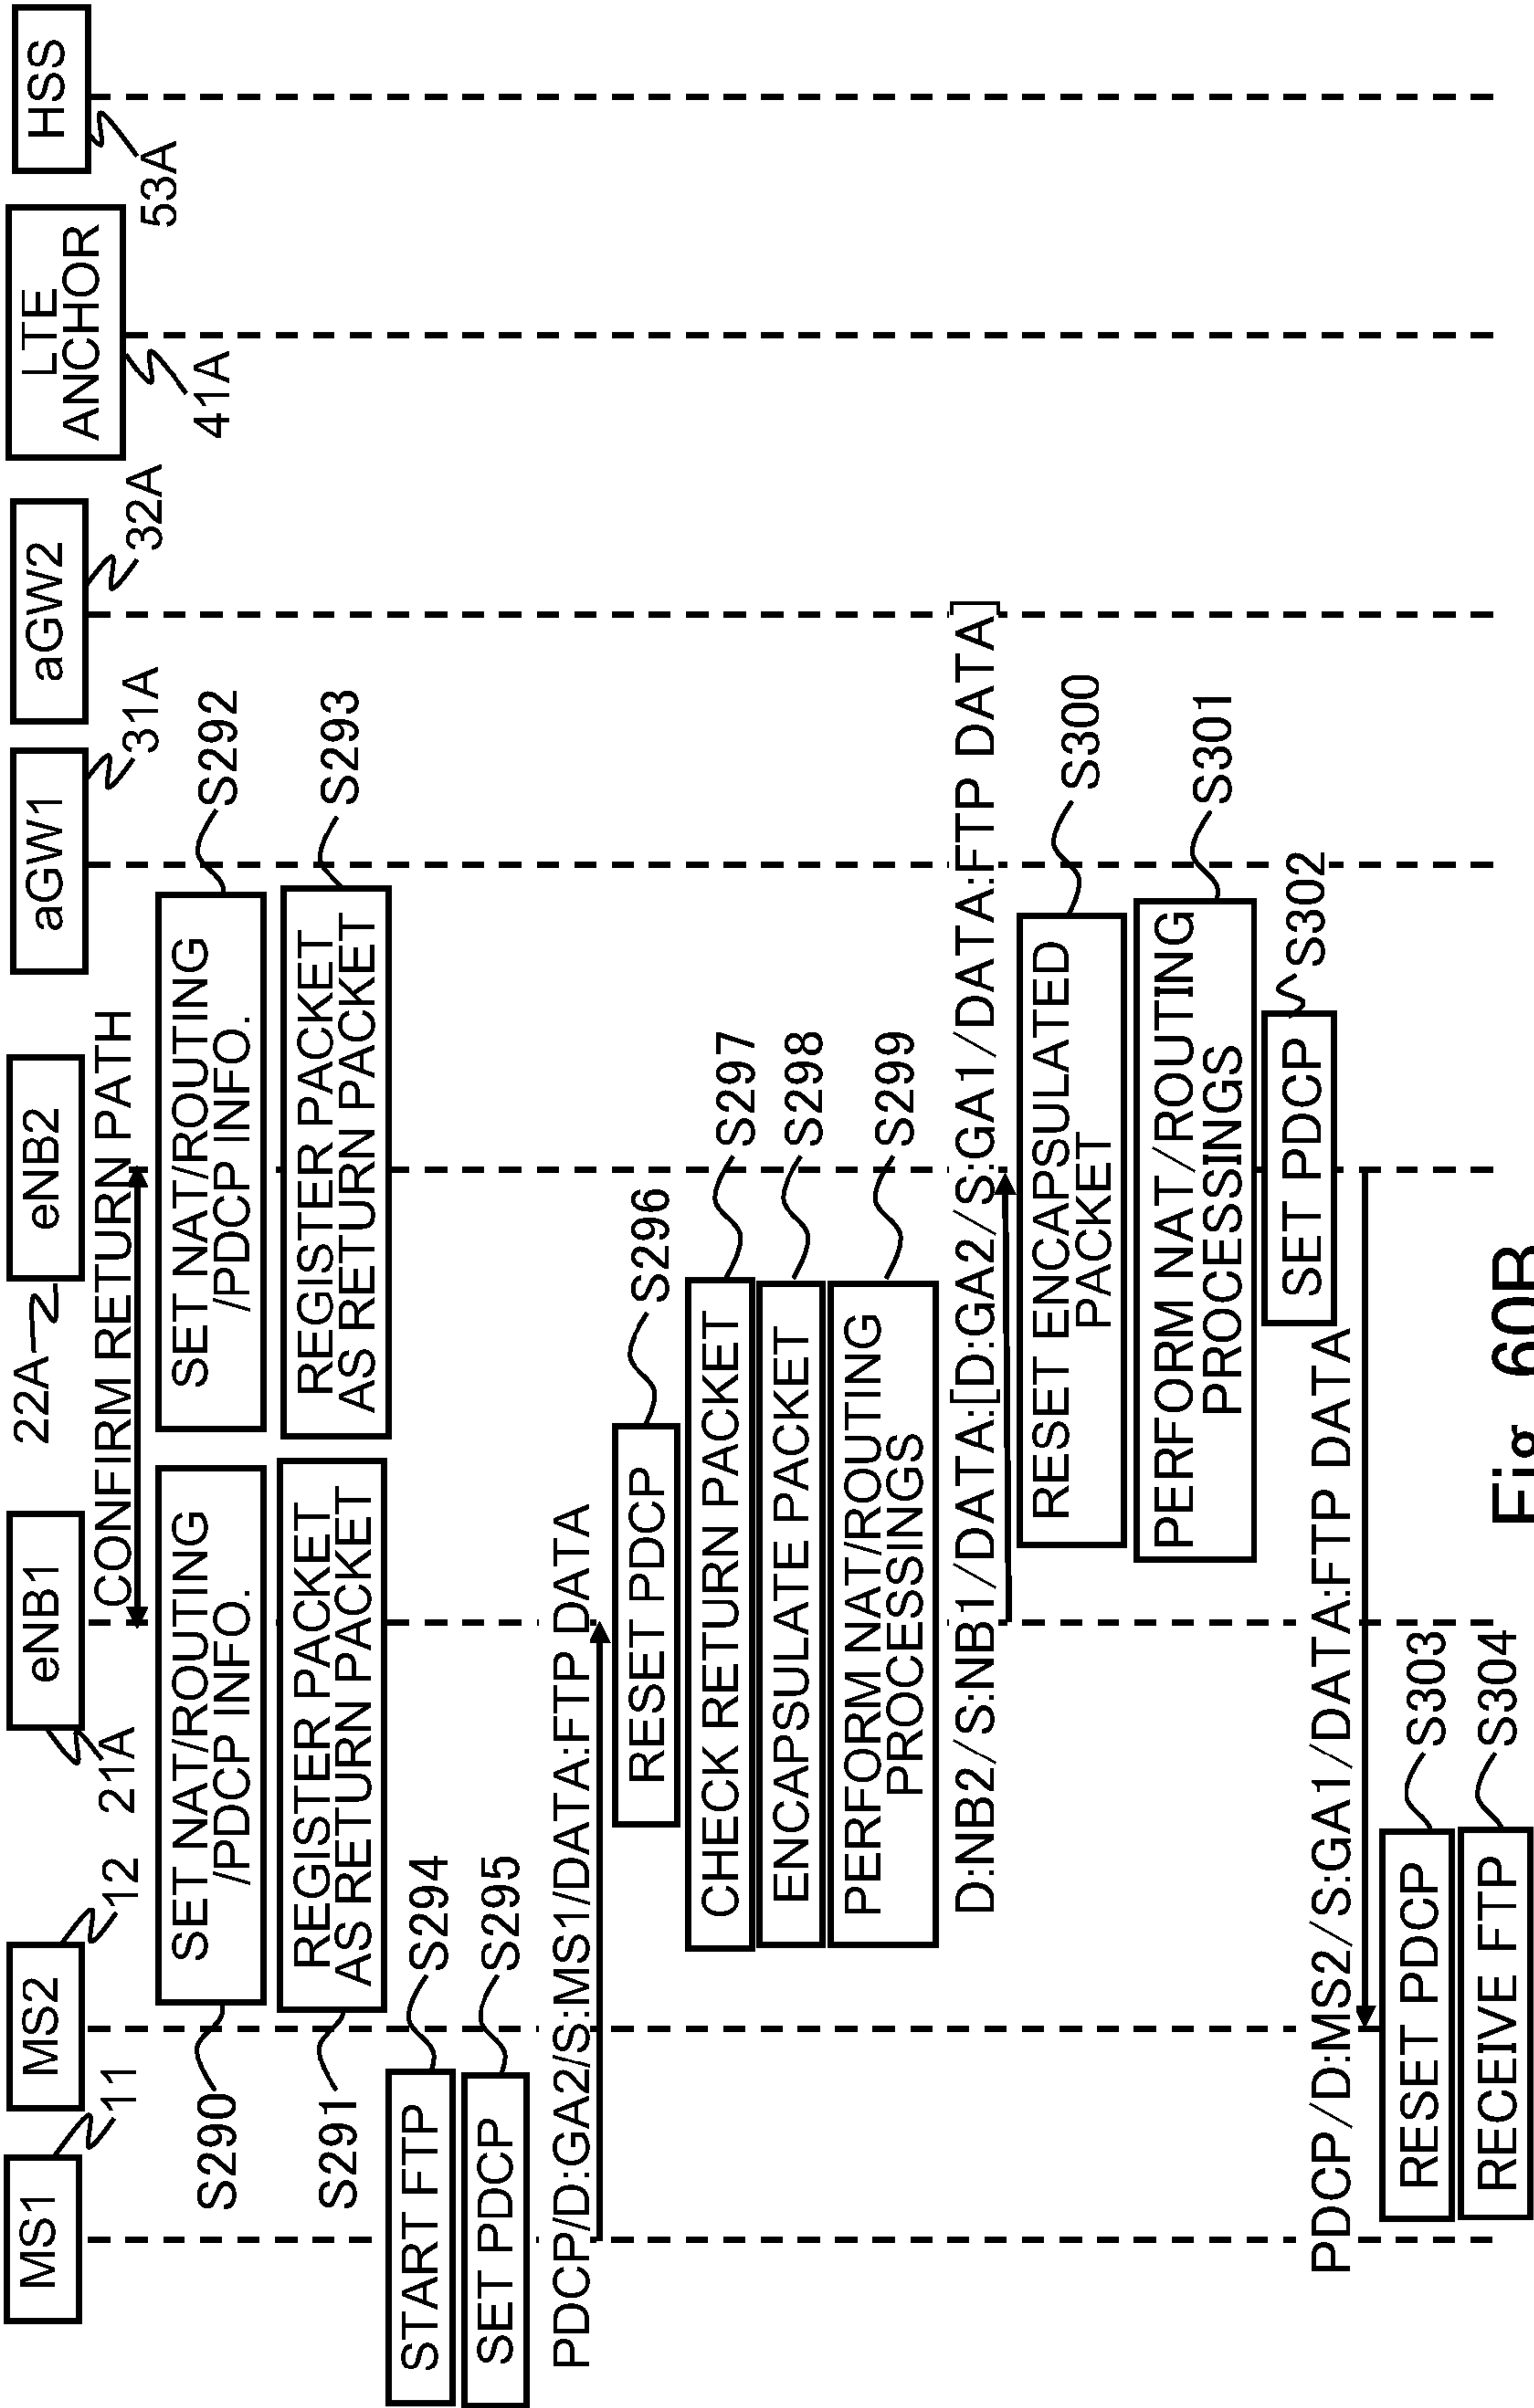 MS1
11
MS2
12
eNB1
21A
eNB2
22A
aGW1
31A
aGW2
32A
LTE
ANCHOR
41A
HSS
53A
CONFIRM RETURN PATH
SET NAT/ROUTING
/PDCP INFO.
S290
SET NAT/ROUTING
/PDCP INFO.
S292
REGISTER PACKET
AS RETURN PACKET
S291
REGISTER PACKET
AS RETURN PACKET
S293
START FTP
S294
SET PDCP
S295
PDCP/D:GA2/S:MS1/DATA:FTP DATA
RESET PDCP
S296
CHECK RETURN PACKET
S297
ENCAPSULATE PACKET
S298
PERFORM NAT/ROUTING
PROCESSINGS
S299
D:NB2/S:NB1/DATA:[D:GA2/S:GA1/DATA:FTP DATA]
RESET ENCAPSULATED
PACKET
S300
PERFORM NAT/ROUTING
PROCESSINGS
S301
SET PDCP
S302
PDCP/D:MS2/S:GA1/DATA:FTP DATA
RESET PDCP
S303
RECEIVE FTP
S304
Fig. 60B